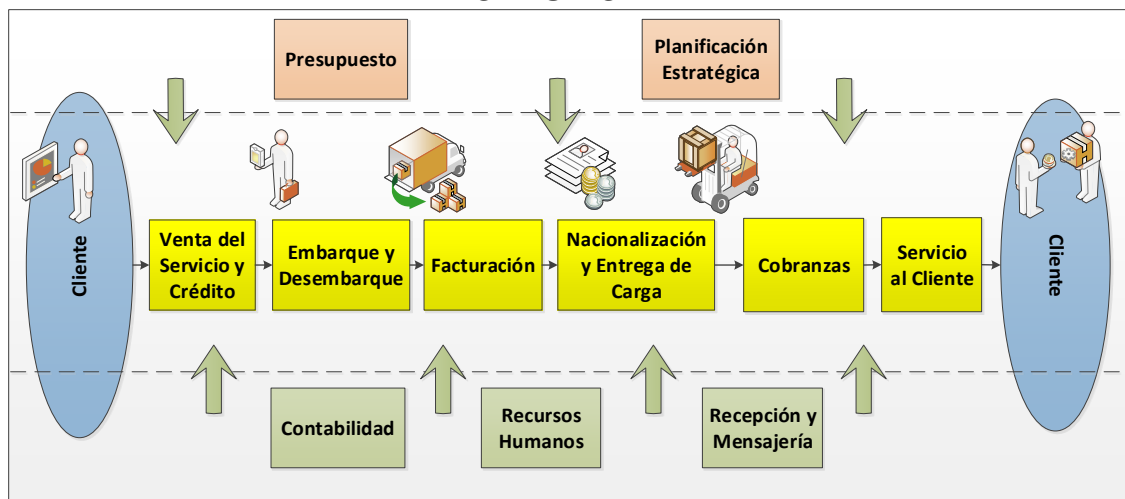 Presupuesto
Planificación
Estratégica
Cliente
Venta del
Servicio y
Crédito
Embarque y
Desembarque
Facturación
Nacionalización
y Entrega de
Carga
Cobranzas
Servicio
al Cliente
Cliente
Contabilidad
Recursos
Humanos
Recepción y
Mensajería